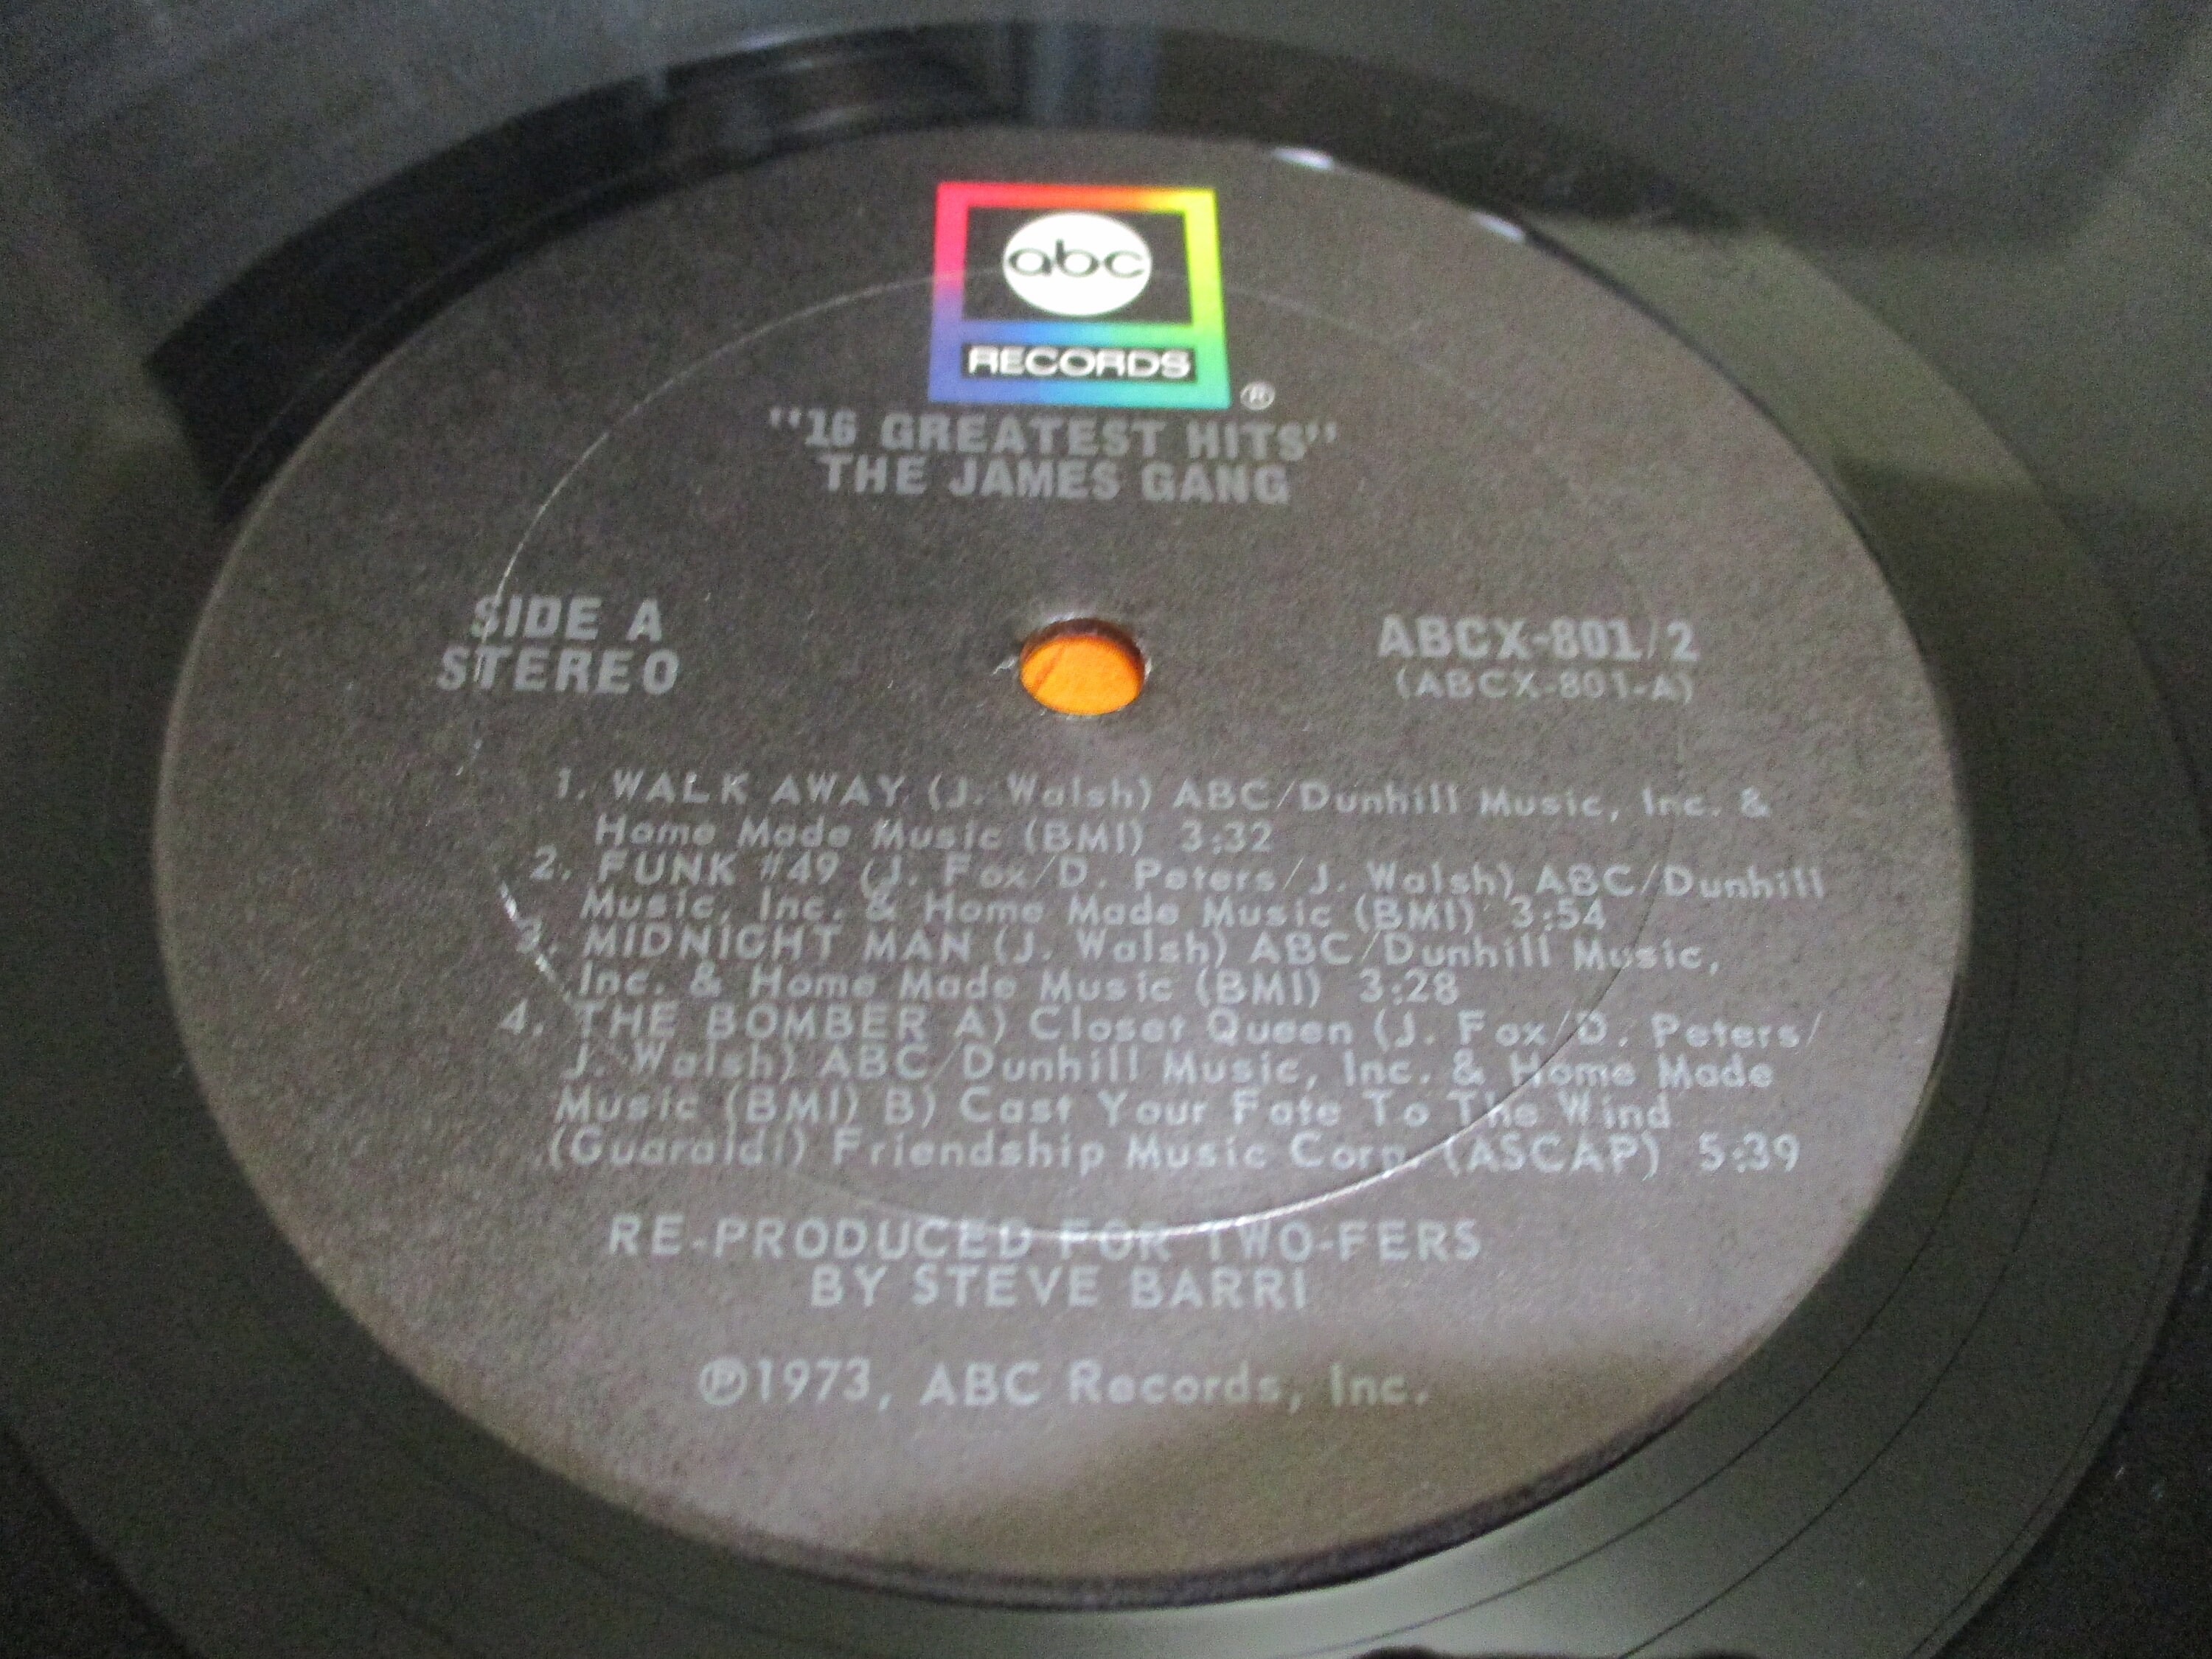 abc
RECORDS
®
"16 GREATEST HITS"
THE JAMES GANG
SIDE A
STEREO
ABCX-801/2
(ABCX-801-A)
1. WALK AWAY (J. Walsh) ABC/Dunhill Music, Inc. &
Home Made Music (BMI) 3:32
2. FUNK #49 (J. Fox/D. Peters/J. Walsh) ABC/Dunhill
Music, Inc. & Home Made Music (BMI) 3:54
3. MIDNIGHT MAN (J. Walsh) ABC/Dunhill Music,
Inc. & Home Made Music (BMI) 3:28
4. THE BOMBER A) Closet Queen (J. Fox/D. Peters/
J. Walsh) ABC/Dunhill Music, Inc. & Home Made
Music (BMI) B) Cast Your Fate To The Wind
(Guaraldi) Friendship Music Corp. (ASCAP) 5:39
RE-PRODUCED FOR TWO-FERS
BY STEVE BARRI
℗1973, ABC Records, Inc.